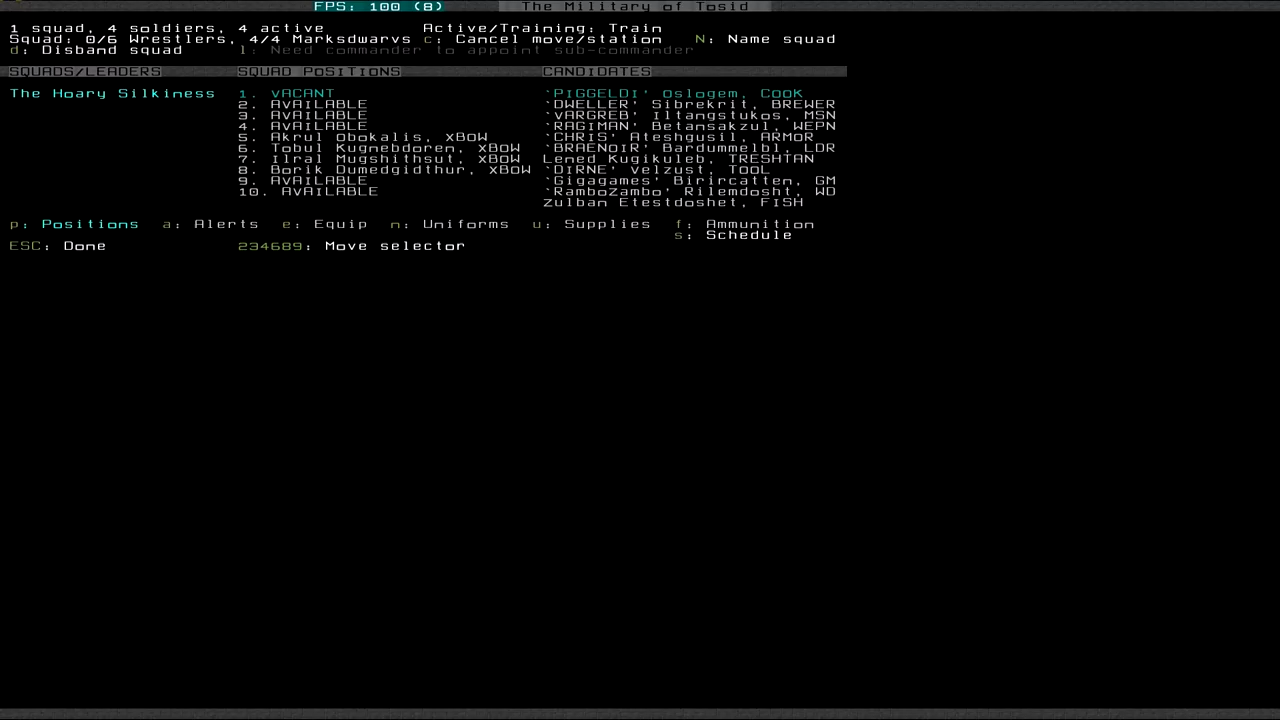 FPS: 100 (8) The Military of Tosid
1 squad, 4 soldiers, 4 active Active/Training: Train
Squad: 0/6 Wrestlers, 4/4 Marksdwarvs c: Cancel move/station N: Name squad
d: Disband squad l: Need commander to appoint sub-commander
SQUADS/LEADERS SQUAD POSITIONS CANDIDATES
The Hoary Silkiness 1. VACANT `PIGGELDI' Oslogem, Cook
2. AVAILABLE `DWELLER' Sibrekrit, BREWER
3. AVAILABLE `VARGREB' Iltangstukos, MSN
4. AVAILABLE `RAGIMAN' Betansakzul, WEPN
5. Akrul Obokalis, xBoW `CHRIS' Ateshgusil, ARMoR
6. Tobul Kugnebdoren, xBoW `BRAENoIR' Bardummelbl, LDR
7. Ilral Mugshithsut, xBoW Lened Kugikuleb, TRESHTAN
8. Borik Dumedgidthur, xBoW `DIRNE' Velzust, TooL
9. AVAILABLE `Gigagames' Birircatten, GM
10. AVAILABLE `RamboZambo' Rilemdosht, WD
Zulban Etestdoshet, FISH
p: Positions a: Alerts e: Equip n: Uniforms u: Supplies f: Ammunition
s: Schedule
ESC: Done 234689: Move selector